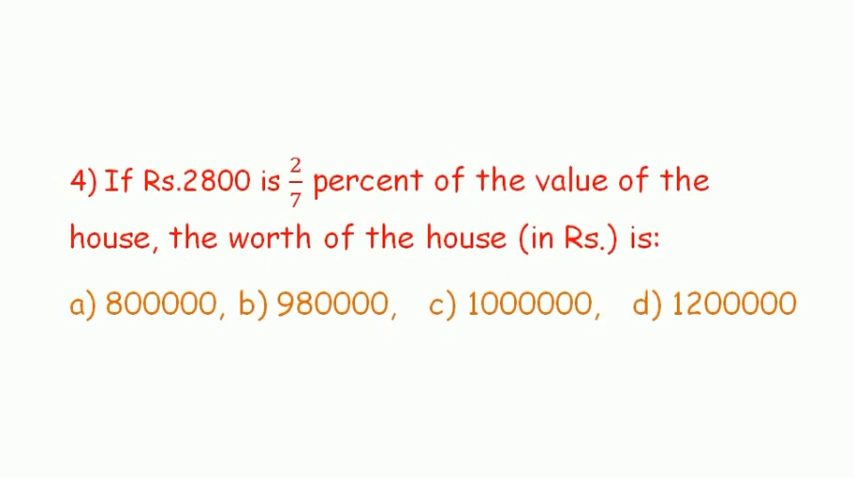 4) If Rs.2800 is 2/7 percent of the value of the
house, the worth of the house (in Rs.) is:
a) 800000, b) 980000, c) 1000000, d) 1200000